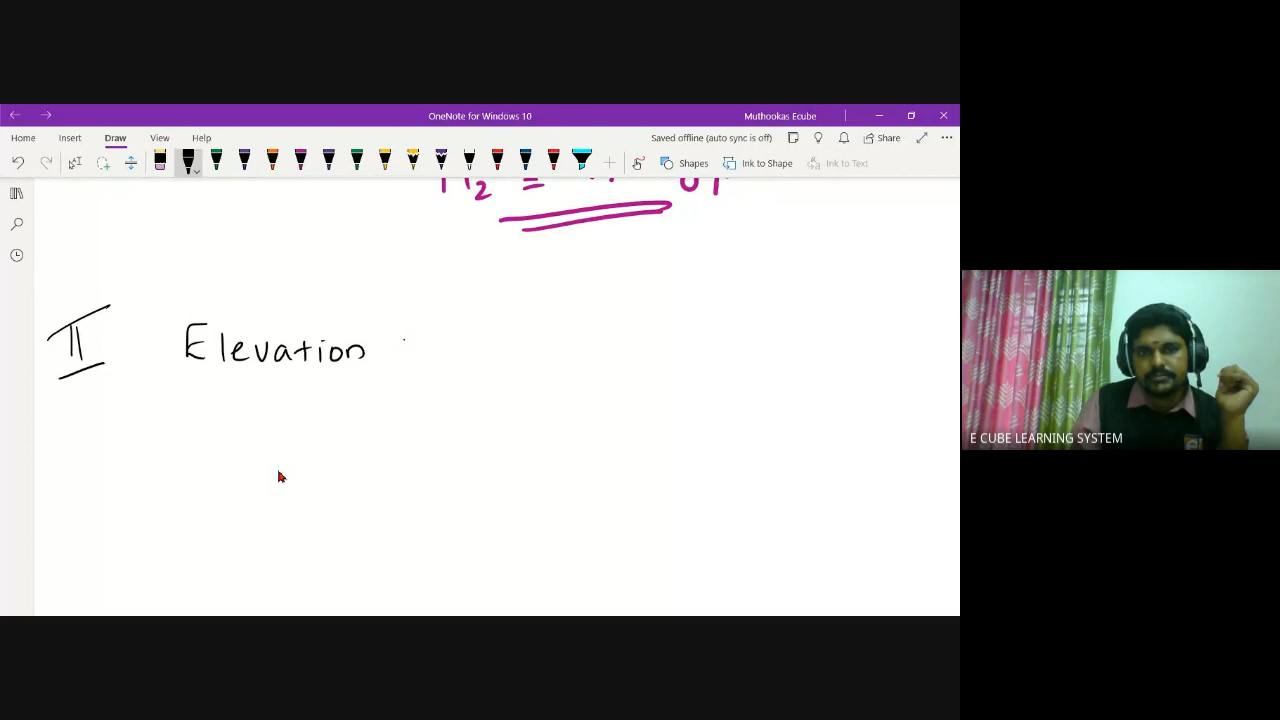 OneNote for Windows 10
Muthookas Ecube
Home Insert Draw View Help
Saved offline (auto sync is off) Share
Shapes Ink to Shape Ink to Text
II Elevation
E CUBE LEARNING SYSTEM